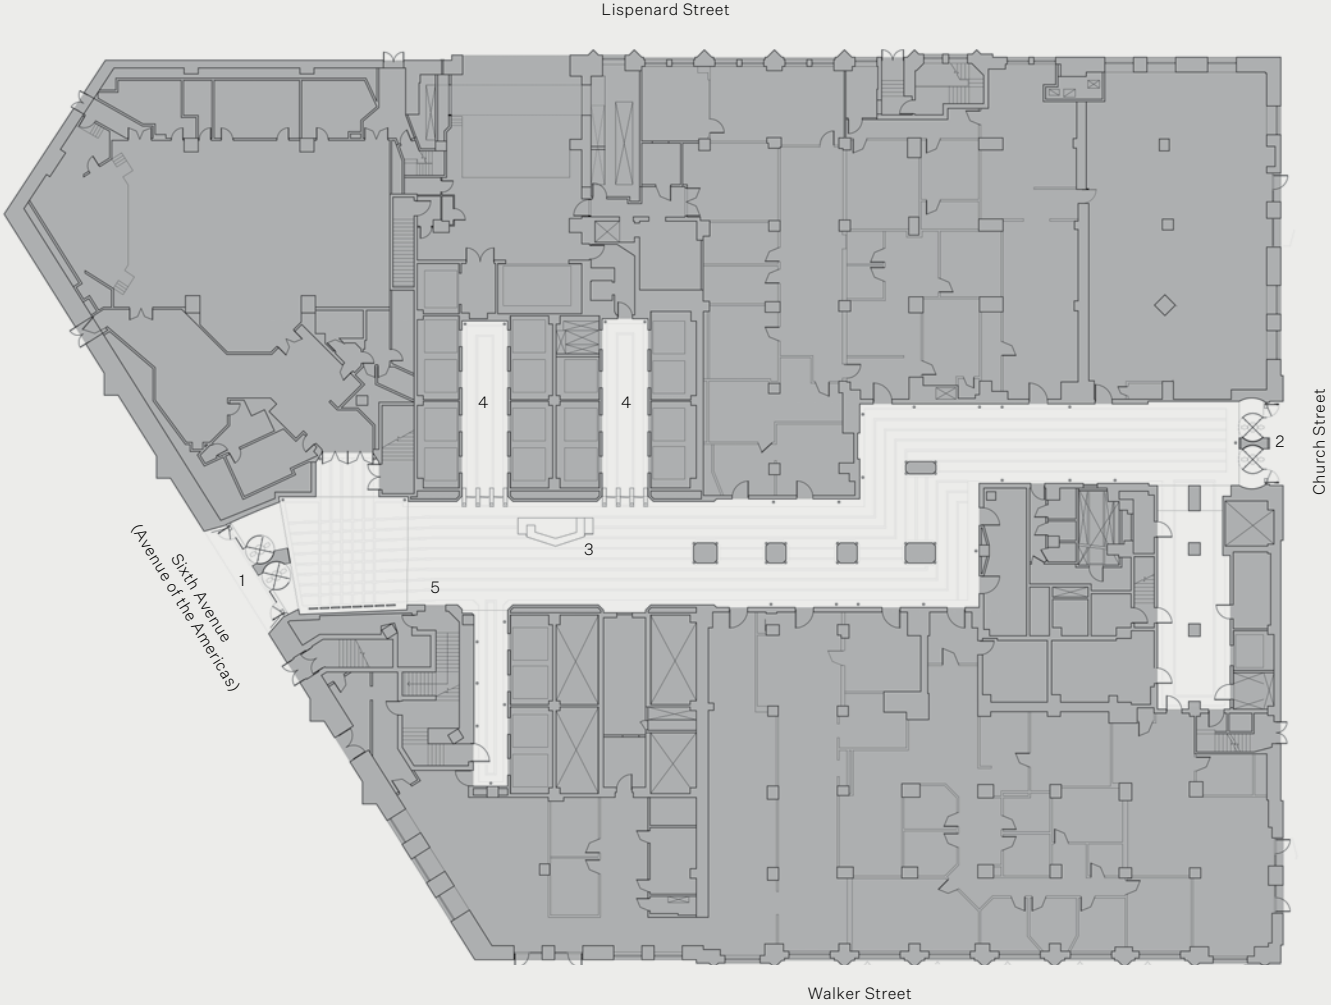 Lispenard Street
4
4
2
Church Street
3
1
5
Sixth Avenue
(Avenue of the Americas)
Walker Street